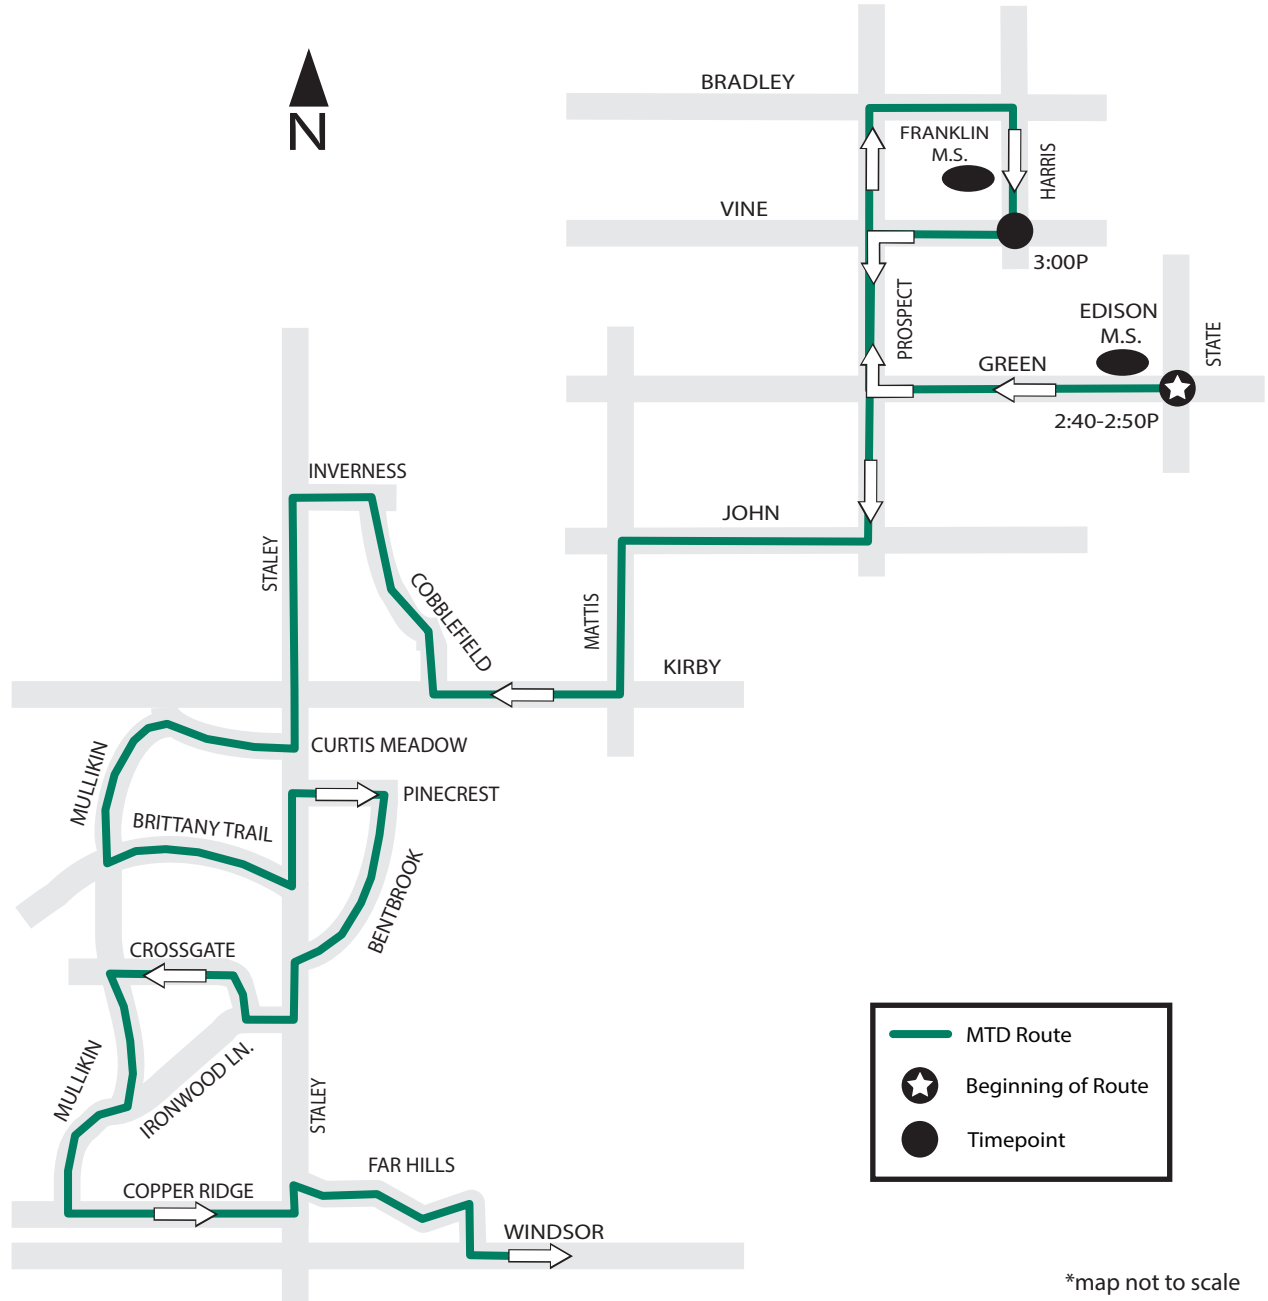 BRADLEY
N
FRANKLIN
M.S.
HARRIS
VINE
3:00P
PROSPECT
EDISON
M.S.
STATE
GREEN
2:40-2:50P
INVERNESS
JOHN
STALEY
COBBLEFIELD
MATTIS
KIRBY
CURTIS MEADOW
MULLIKIN
PINECREST
BRITTANY TRAIL
BENTBROOK
CROSSGATE
MULLIKIN
IRONWOOD LN.
STALEY
FAR HILLS
COPPER RIDGE
WINDSOR
MTD Route
Beginning of Route
Timepoint
*map not to scale